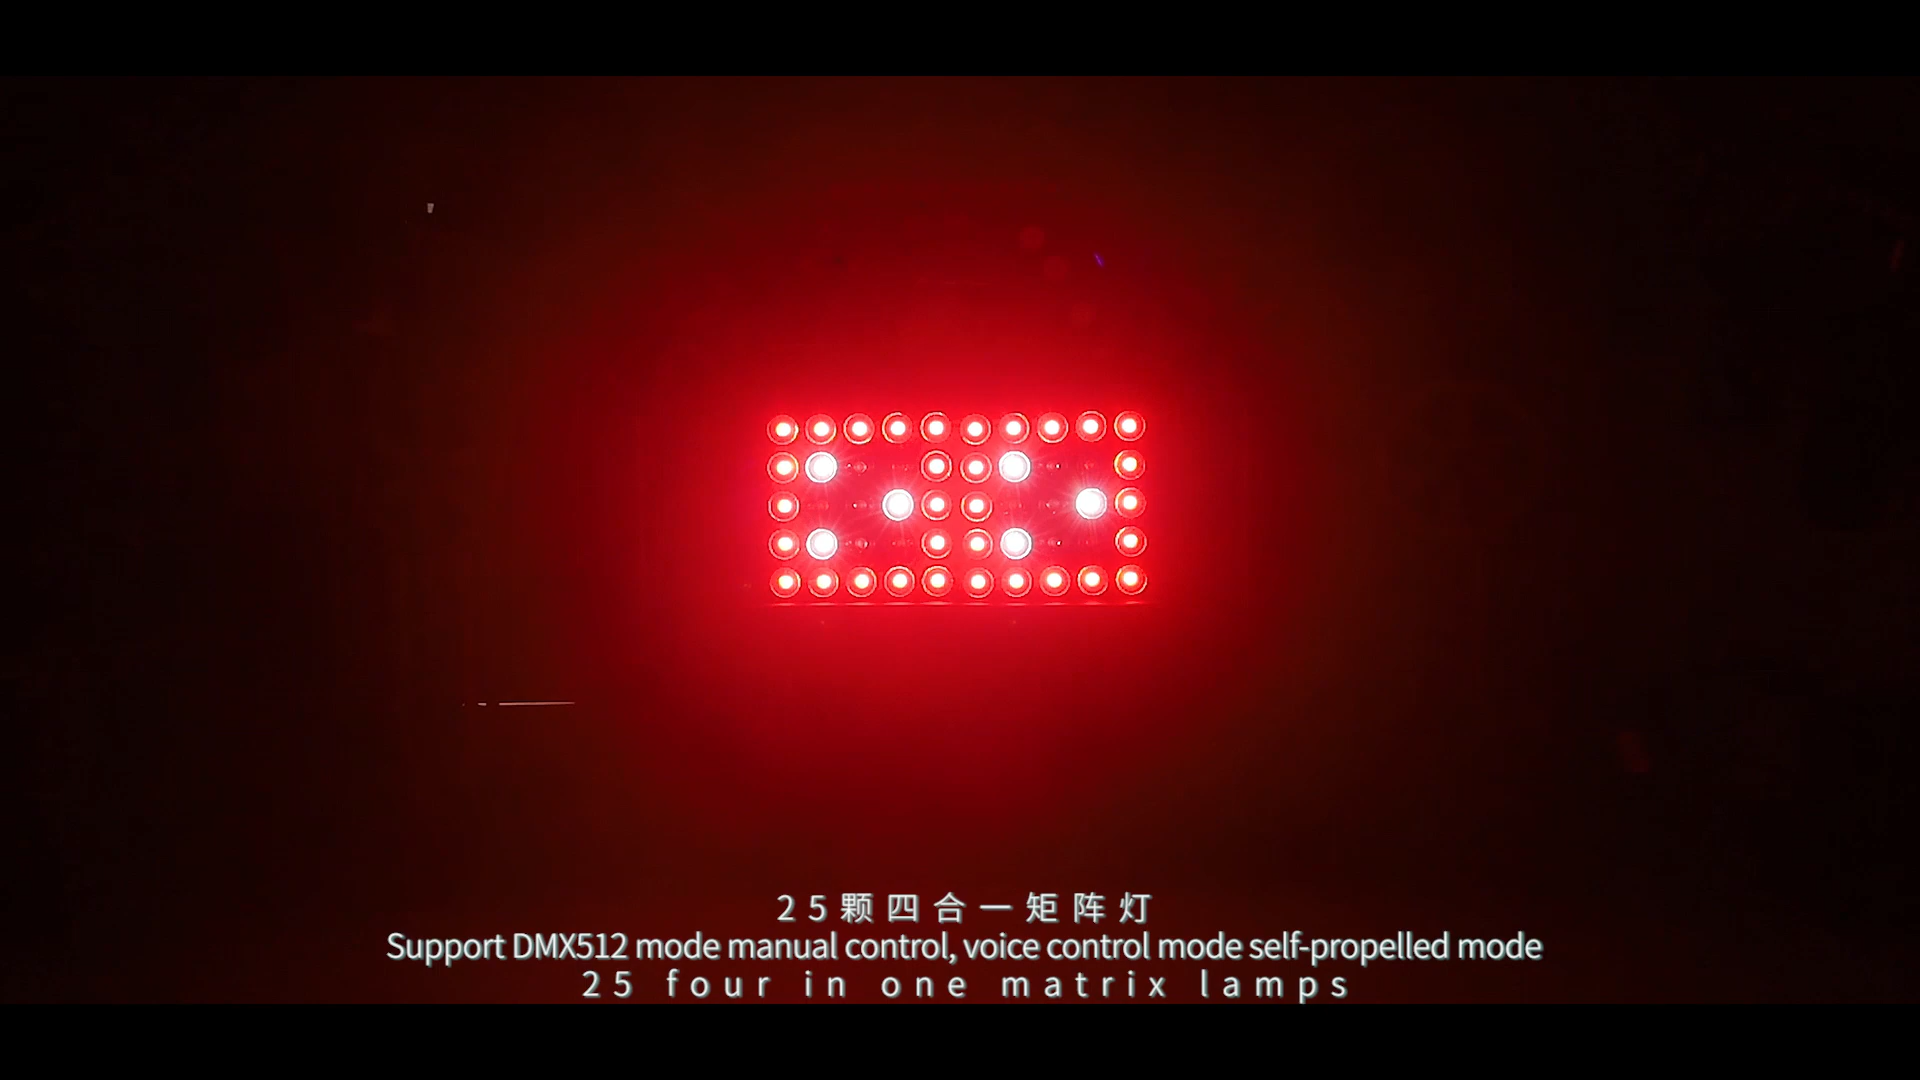 25颗四合一矩阵灯
Support DMX512 mode manual control, voice control mode self-propelled mode
25 four in one matrix lamps